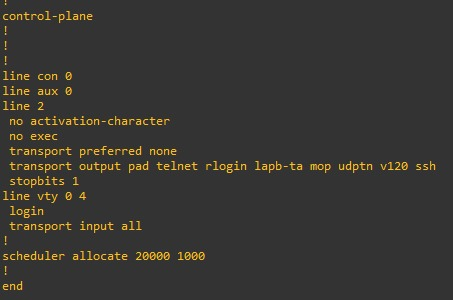 !
control-plane
!
!
!
line con 0
line aux 0
line 2
 no activation-character
 no exec
 transport preferred none
 transport output pad telnet rlogin lapb-ta mop udptn v120 ssh
 stopbits 1
line vty 0 4
 login
 transport input all
!
scheduler allocate 20000 1000
!
end